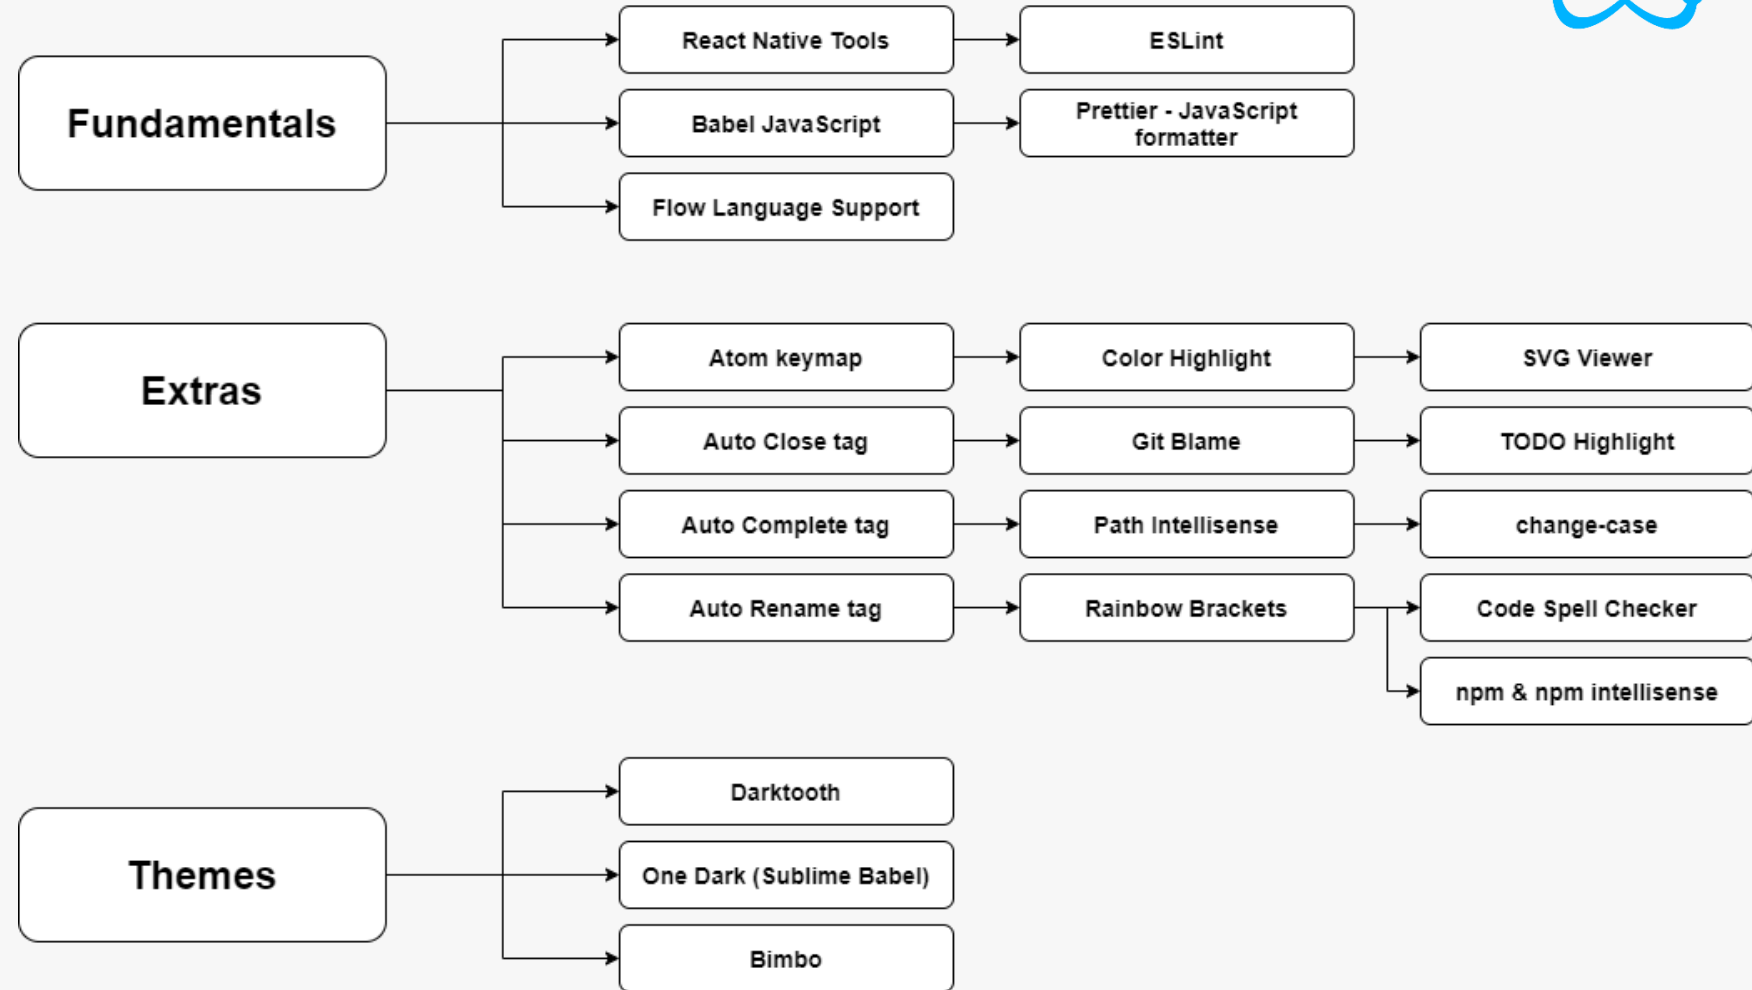 Fundamentals
React Native Tools
ESLint
Babel JavaScript
Prettier - JavaScript
formatter
Flow Language Support
Extras
Atom keymap
Color Highlight
SVG Viewer
Auto Close tag
Git Blame
TODO Highlight
Auto Complete tag
Path Intellisense
change-case
Auto Rename tag
Rainbow Brackets
Code Spell Checker
npm & npm intellisense
Themes
Darktooth
One Dark (Sublime Babel)
Bimbo